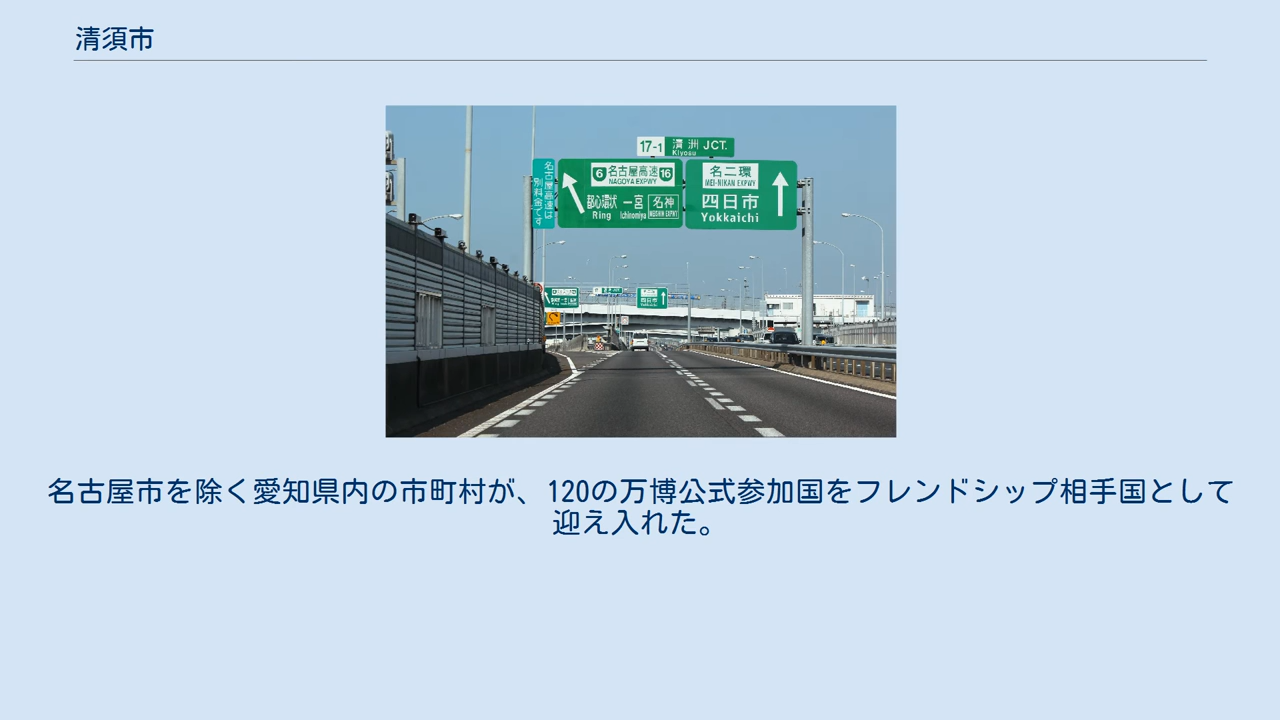 清須市
17-1 清洲 JCT.
Kiyosu
名古屋高速は
別料金です
6 名古屋高速 16
NAGOYA EXPWY
都心環状 一宮 名神
Ring Ichinomiya MEISHIN EXPWY
名二環
MEI-NIKAN EXPWY
四日市
Yokkaichi
四日市
名古屋市を除く愛知県内の市町村が、120の万博公式参加国をフレンドシップ相手国として
迎え入れた。